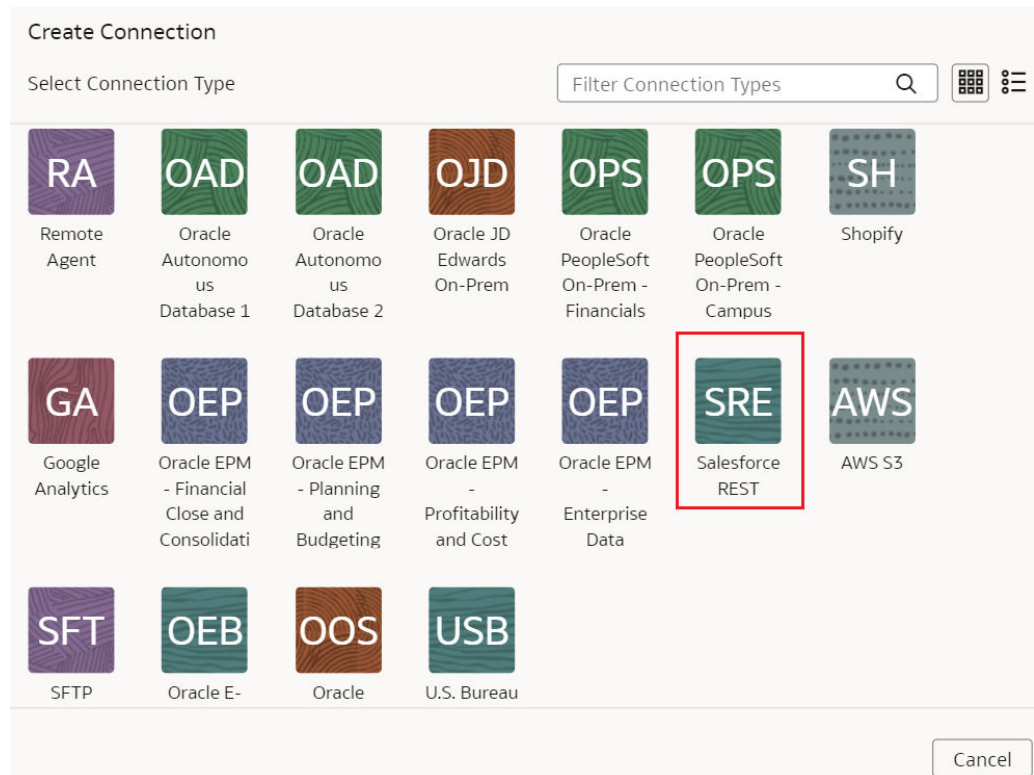 Create Connection
Select Connection Type
Filter Connection Types
RA OAD OAD OJD OPS OPS SH
Remote Oracle Oracle Oracle JD Oracle Oracle Shopify
Agent Autonomo Autonomo Edwards PeopleSoft PeopleSoft
us us On-Prem On-Prem - On-Prem -
Database 1 Database 2 Financials Campus
GA OEP OEP OEP OEP SRE AWS
Google Oracle EPM Oracle EPM Oracle EPM Oracle EPM Salesforce AWS S3
Analytics - Financial - Planning - - REST
Close and and Profitability Enterprise
Consolidati Budgeting and Cost Data
SFT OEB OOS USB
SFTP Oracle E- Oracle U.S. Bureau
Cancel